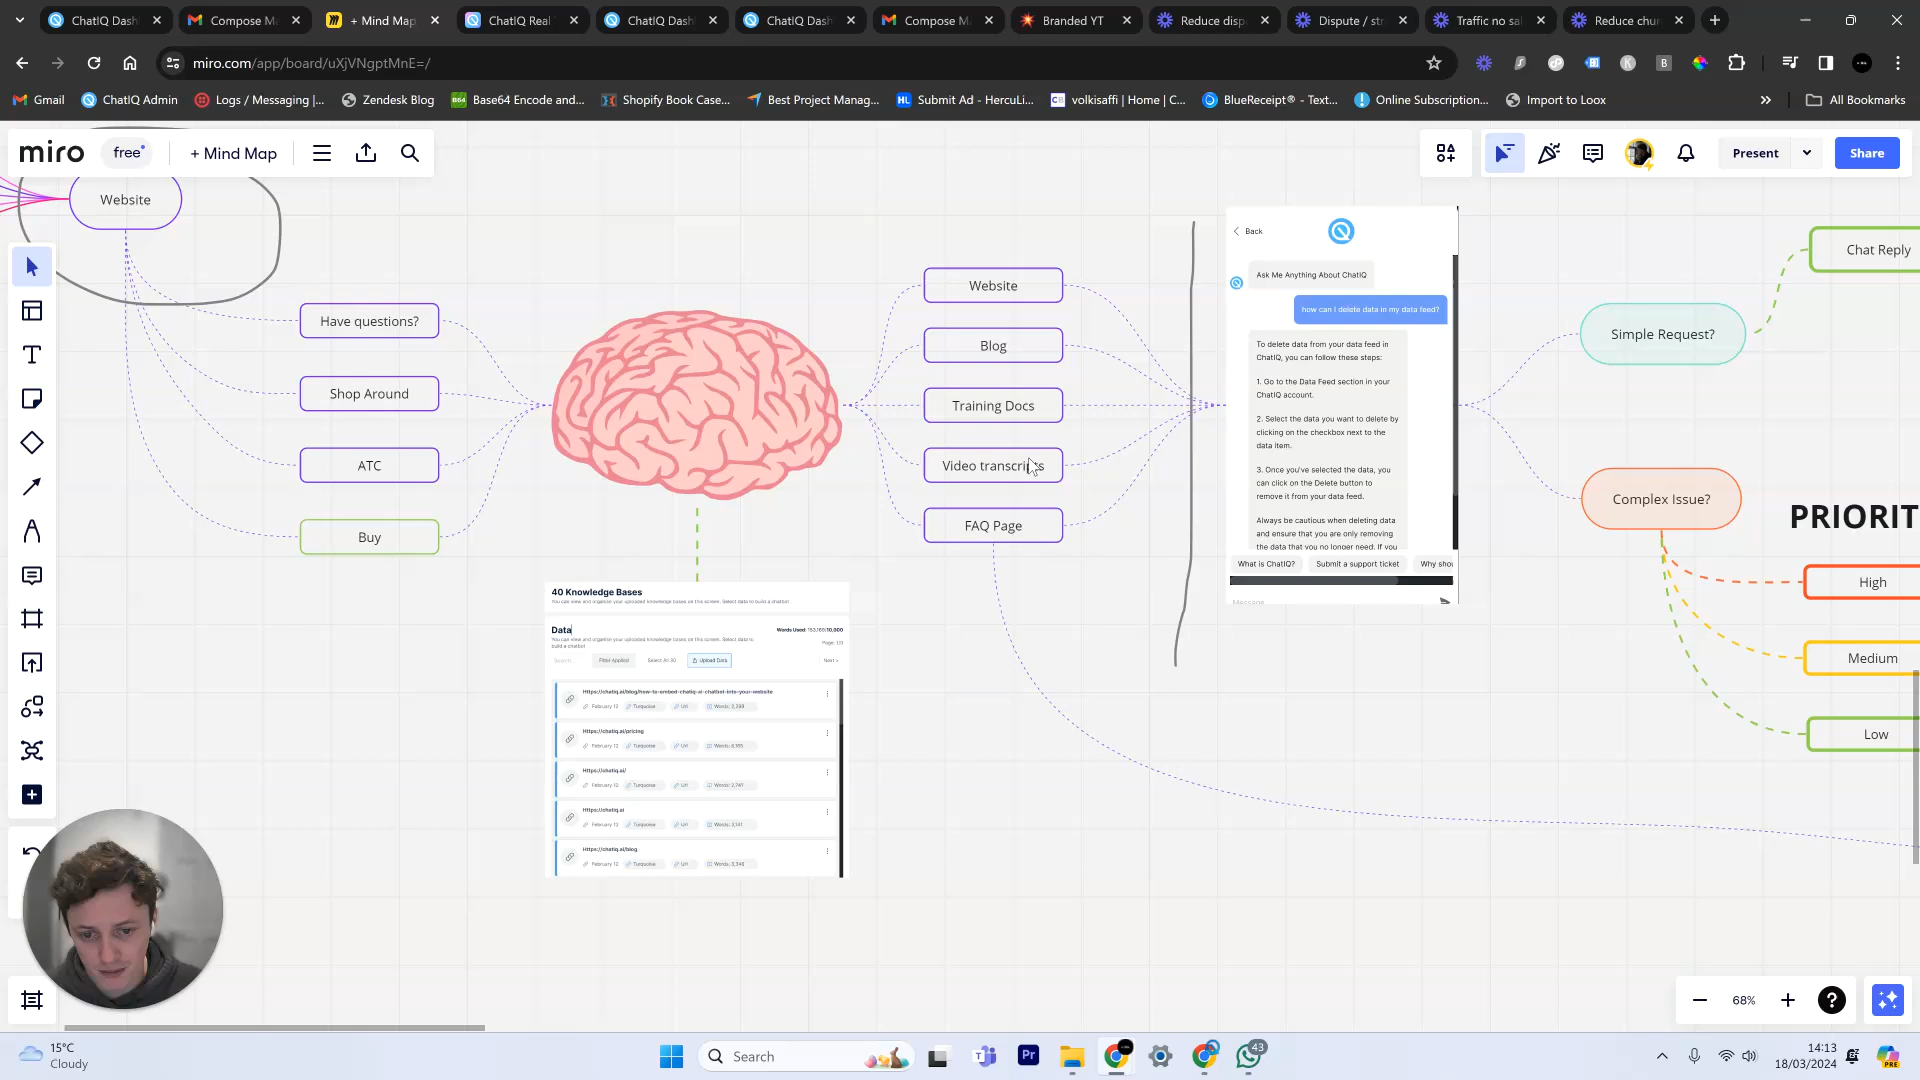 ChatIQ Dash
Compose M
+ Mind Map
ChatIQ Real
ChatIQ Dash
ChatIQ Dash
Compose M
Branded YT
Reduce disp
Dispute / str
Traffic no sa
Reduce chur
miro.com/app/board/uXjVNgptMnE=/
Gmail
ChatIQ Admin
Logs / Messaging |...
Zendesk Blog
B64
Base64 Encode and...
Shopify Book Case...
Best Project Manag...
HL
Submit Ad - HercuLi...
CB
volkisaffi | Home | C...
BlueReceipt® - Text...
Online Subscription...
Import to Loox
All Bookmarks
miro
free
+ Mind Map
Present
Share
Website
Have questions?
Shop Around
ATC
Buy
Website
Blog
Training Docs
Video transcripts
FAQ Page
Back
Ask Me Anything About ChatIQ
how can I delete data in my data feed?
To delete data from your data feed in
ChatIQ, you can follow these steps:
1. Go to the Data Feed section in your
ChatIQ account.
2. Select the data you want to delete by
clicking on the checkbox next to the
data item.
3. Once you've selected the data, you
can click on the Delete button to
remove it from your data feed.
Always be cautious when deleting data
and ensure that you are only removing
the data that you no longer need. If you
What is ChatIQ?
Submit a support ticket
Why shou
Message
Simple Request?
Chat Reply
Complex Issue?
PRIORIT
High
Medium
Low
40 Knowledge Bases
You can view and organise your uploaded knowledge bases on this screen. Select data to build a chatbot
Data
Words Used: 153,169/10,000
You can view and organise your uploaded knowledge bases on this screen. Select data to
build a chatbot
Search...
Filter Applied
Select All 30
Upload Data
Next >
Https://chatiq.ai/blog/how-to-embed-chatiq-ai-chatbot-into-your-website
February 12 Turquoise Url Words: 2,298
Https://chatiq.ai/pricing
February 12 Turquoise Url
Https://chatiq.ai/
February 12 Turquoise Url Words: 2,747
Https://chatiq.ai
February 12 Turquoise Url Words: 2,141
Https://chatiq.ai/blog
February 12 Turquoise Url Words: 3,346
68%
15°C
Cloudy
Search
Pr
43
14:13
18/03/2024
PRE